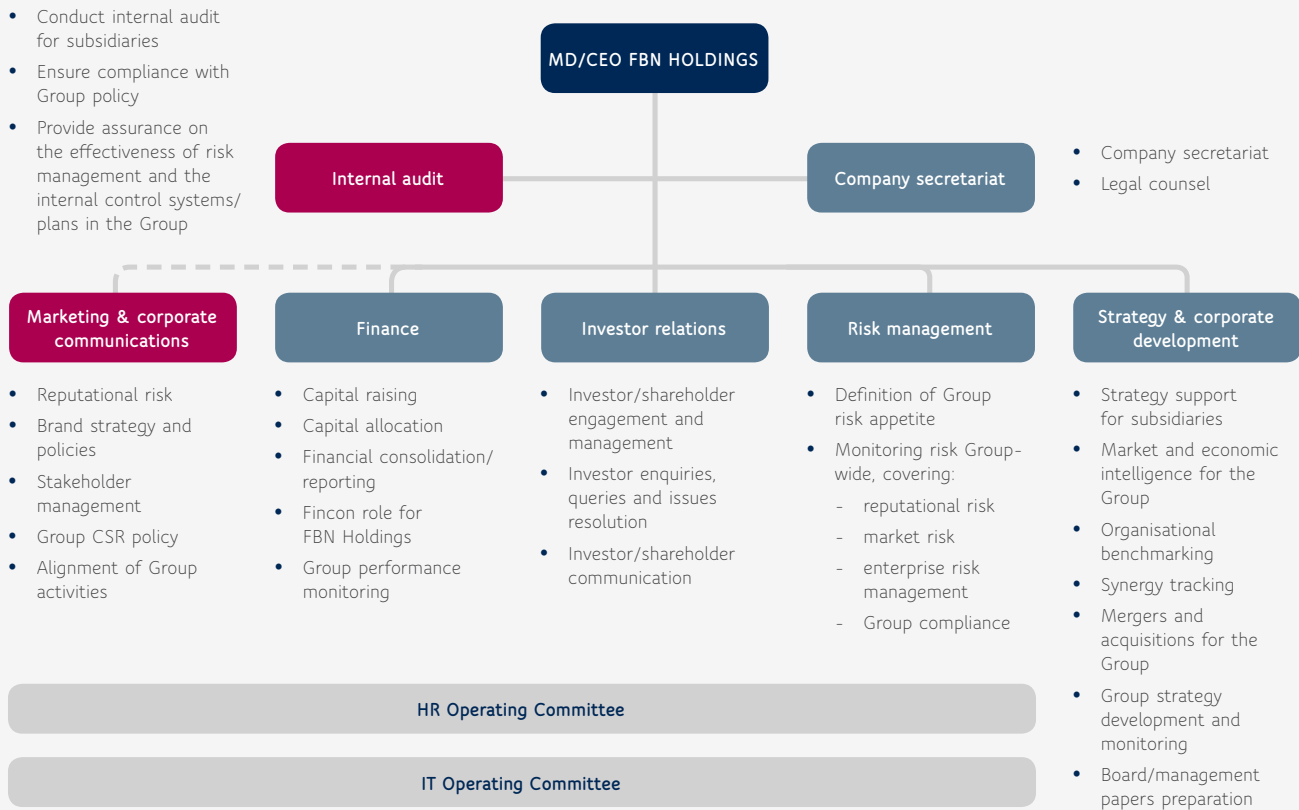 • Conduct internal audit
for subsidiaries
• Ensure compliance with
Group policy
• Provide assurance on
the effectiveness of risk
management and the
internal control systems/
plans in the Group
MD/CEO FBN HOLDINGS
Internal audit
Company secretariat
• Company secretariat
• Legal counsel
Marketing & corporate
communications
• Reputational risk
• Brand strategy and
policies
• Stakeholder
management
• Group CSR policy
• Alignment of Group
activities
Finance
• Capital raising
• Capital allocation
• Financial consolidation/
reporting
• Fincon role for
FBN Holdings
• Group performance
monitoring
Investor relations
• Investor/shareholder
engagement and
management
• Investor enquiries,
queries and issues
resolution
• Investor/shareholder
communication
Risk management
• Definition of Group
risk appetite
• Monitoring risk Group-
wide, covering:
- reputational risk
- market risk
- enterprise risk
management
- Group compliance
Strategy & corporate
development
• Strategy support
for subsidiaries
• Market and economic
intelligence for the
Group
• Organisational
benchmarking
• Synergy tracking
• Mergers and
acquisitions for the
Group
• Group strategy
development and
monitoring
• Board/management
papers preparation
HR Operating Committee
IT Operating Committee